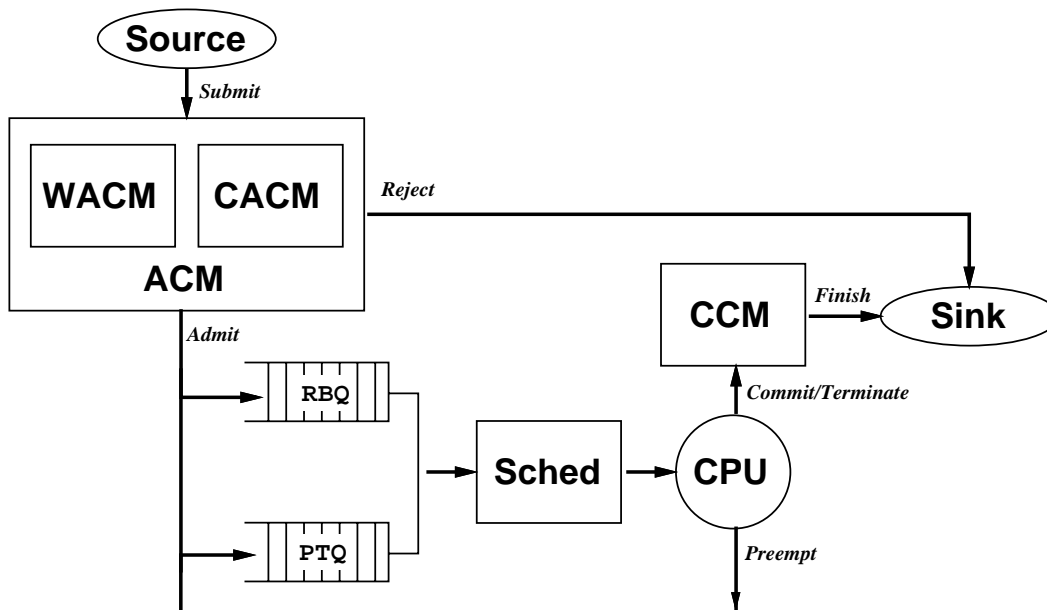 Source
Submit
WACM
CACM
Reject
ACM
Admit
CCM
Finish
Sink
RBQ
Commit/Terminate
Sched
CPU
PTQ
Preempt